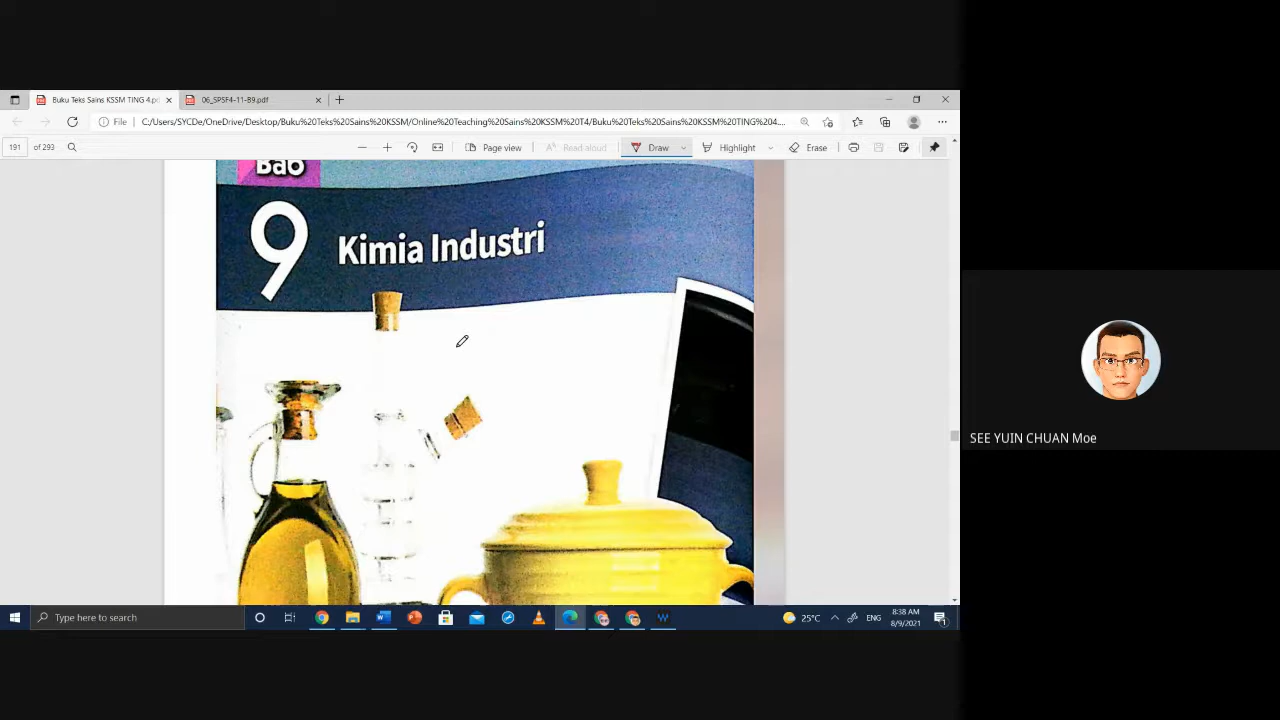 Buku Teks Sains KSSM TING 4.p
06_SPSF4-11-B9.pdf
File | C:/Users/SYCDe/OneDrive/Desktop/Buku%20Teks%20Sains%20KSSM/Online%20Teaching%20Sains%20KSSM%20T4/Buku%20Teks%20Sains%20KSSM%20TING%204....
191 of 293
Page view
Read aloud
Draw
Highlight
Erase
Bab
9 Kimia Industri
SEE YUIN CHUAN Moe
Type here to search
25°C
ENG
8:38 AM
8/9/2021
1